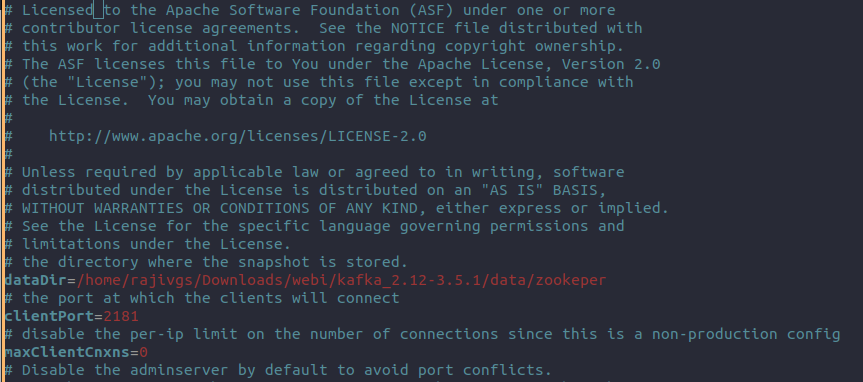 # Licensed to the Apache Software Foundation (ASF) under one or more
# contributor license agreements.  See the NOTICE file distributed with
# this work for additional information regarding copyright ownership.
# The ASF licenses this file to You under the Apache License, Version 2.0
# (the "License"); you may not use this file except in compliance with
# the License.  You may obtain a copy of the License at
#
#    http://www.apache.org/licenses/LICENSE-2.0
#
# Unless required by applicable law or agreed to in writing, software
# distributed under the License is distributed on an "AS IS" BASIS,
# WITHOUT WARRANTIES OR CONDITIONS OF ANY KIND, either express or implied.
# See the License for the specific language governing permissions and
# limitations under the License.
# the directory where the snapshot is stored.
dataDir=/home/rajivgs/Downloads/webi/kafka_2.12-3.5.1/data/zookeper
# the port at which the clients will connect
clientPort=2181
# disable the per-ip limit on the number of connections since this is a non-production config
maxClientCnxns=0
# Disable the adminserver by default to avoid port conflicts.